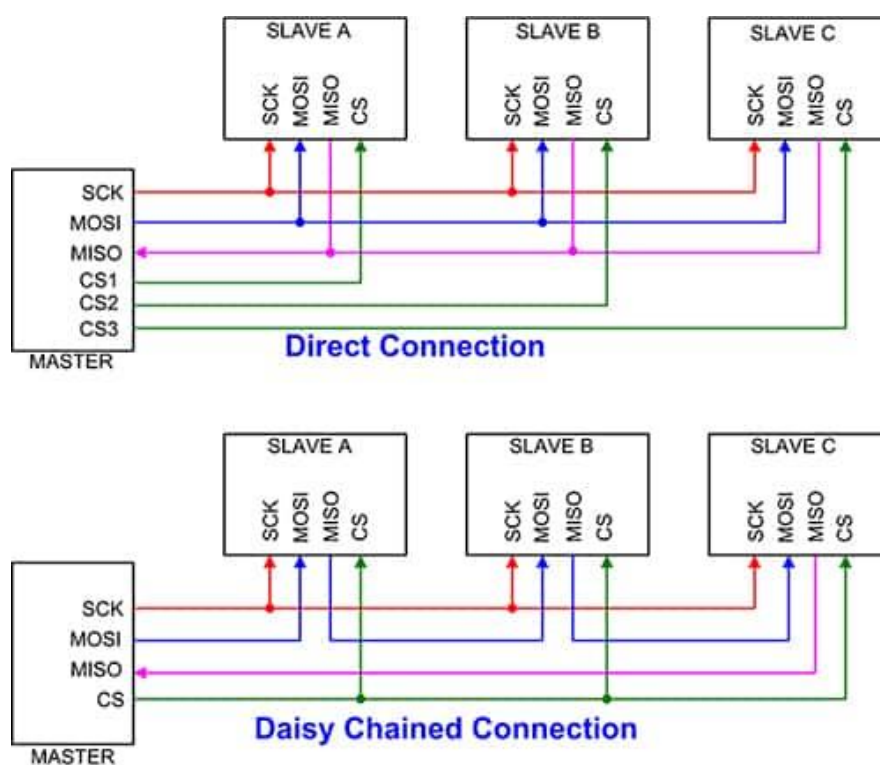 SLAVE A
SLAVE B
SLAVE C
SCK
MOSI
MISO
CS
SCK
MOSI
MISO
CS
SCK
MOSI
MISO
CS
SCK
MOSI
MISO
CS1
CS2
CS3
MASTER
Direct Connection
SLAVE A
SLAVE B
SLAVE C
SCK
MOSI
MISO
CS
SCK
MOSI
MISO
CS
SCK
MOSI
MISO
CS
SCK
MOSI
MISO
CS
MASTER
Daisy Chained Connection